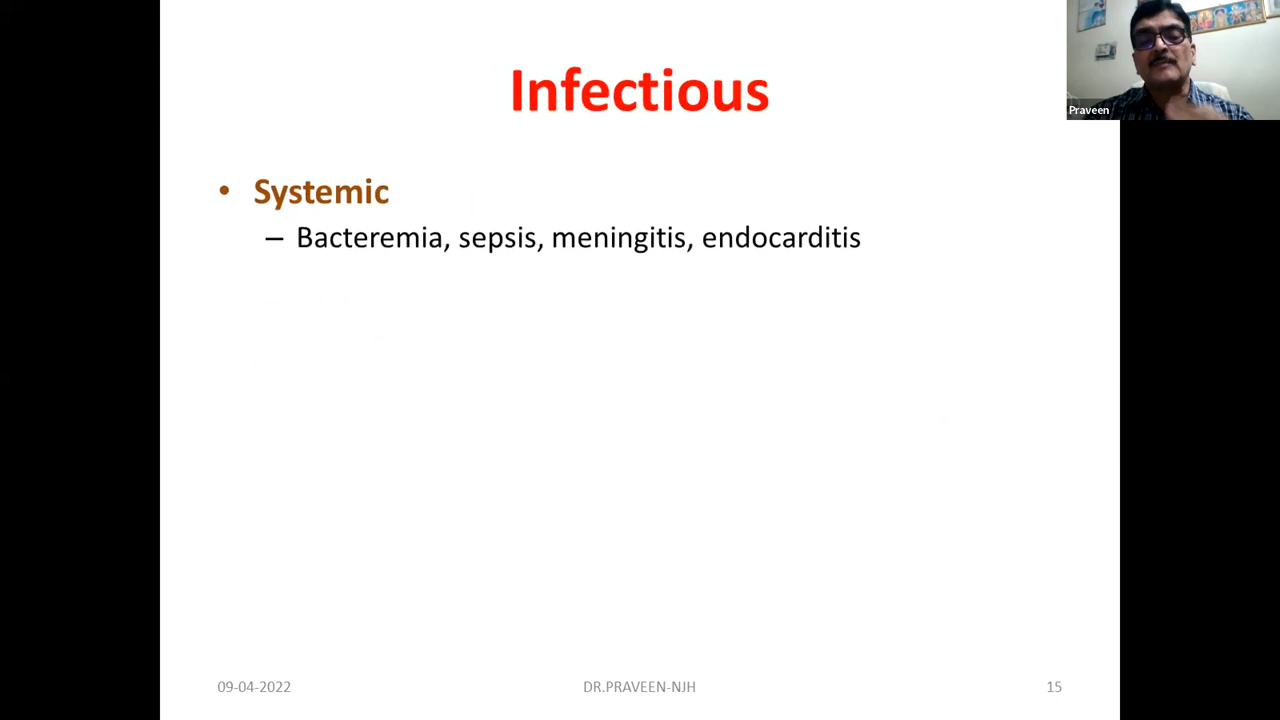 Infectious
Praveen
• Systemic
– Bacteremia, sepsis, meningitis, endocarditis
09-04-2022
DR.PRAVEEN-NJH
15